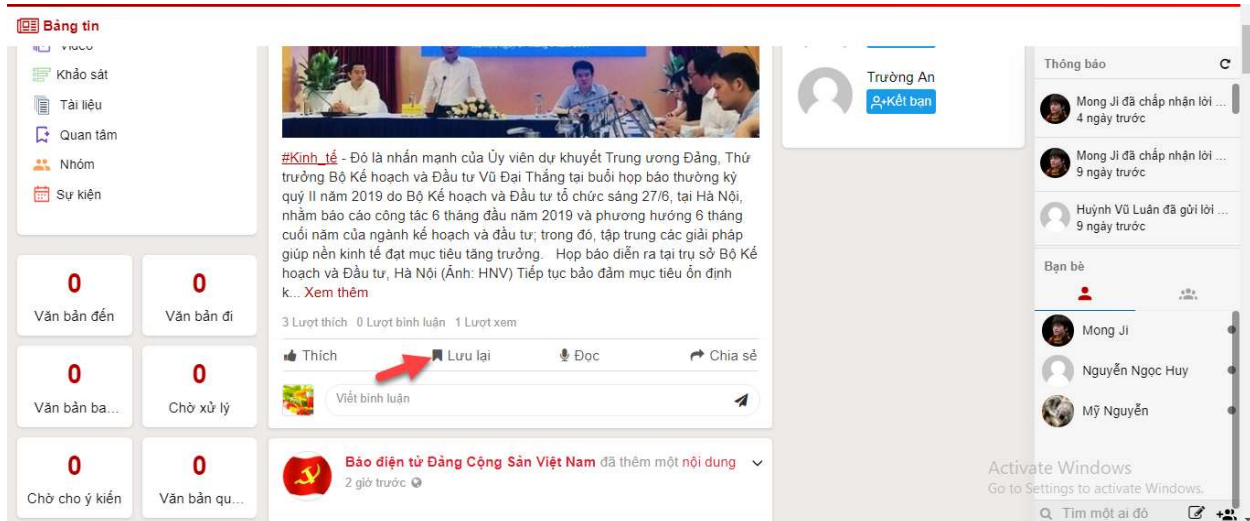 Bảng tin
Video
Khảo sát
Tài liệu
Quan tâm
Nhóm
Sự kiện
0
Văn bản đến
0
Văn bản đi
0
Văn bản ba...
0
Chờ xử lý
0
Chờ cho ý kiến
0
Văn bản qu...
#Kinh_tế - Đó là nhấn mạnh của Ủy viên dự khuyết Trung ương Đảng, Thứ
trưởng Bộ Kế hoạch và Đầu tư Vũ Đại Thắng tại buổi họp báo thường kỳ
quý II năm 2019 do Bộ Kế hoạch và Đầu tư tổ chức sáng 27/6, tại Hà Nội,
nhằm báo cáo công tác 6 tháng đầu năm 2019 và phương hướng 6 tháng
cuối năm của ngành kế hoạch và đầu tư; trong đó, tập trung các giải pháp
giúp nền kinh tế đạt mục tiêu tăng trưởng. Họp báo diễn ra tại trụ sở Bộ Kế
hoạch và Đầu tư, Hà Nội (Ảnh: HNV) Tiếp tục bảo đảm mục tiêu ổn định
k... Xem thêm
3 Lượt thích 0 Lượt bình luận 1 Lượt xem
Thích Lưu lại Đọc Chia sẻ
Viết bình luận
Báo điện tử Đảng Cộng Sản Việt Nam đã thêm một nội dung
2 giờ trước
Trường An
Kết bạn
Thông báo
Mong Ji đã chấp nhận lời ...
4 ngày trước
Mong Ji đã chấp nhận lời ...
9 ngày trước
Huỳnh Vũ Luân đã gửi lời ...
9 ngày trước
Bạn bè
Mong Ji
Nguyễn Ngọc Huy
Mỹ Nguyễn
Activate Windows
Go to Settings to activate Windows.
Tìm một ai đó